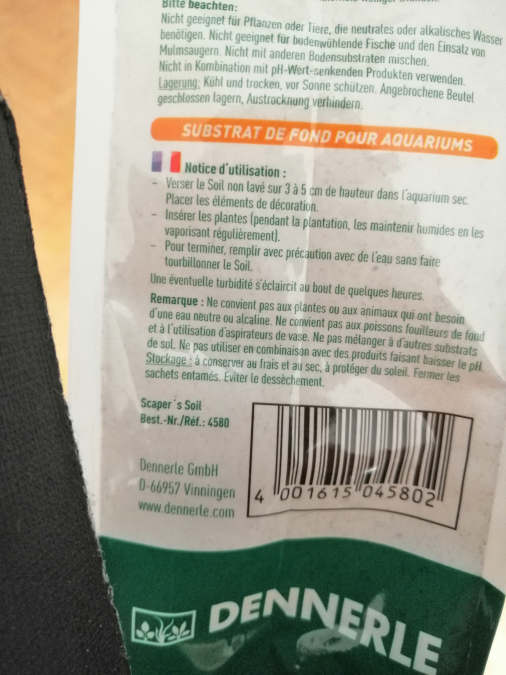 Bitte beachten:
Nicht geeignet für Pflanzen oder Tiere, die neutrales oder alkalisches Wasser
benötigen. Nicht geeignet für bodenwühlende Fische und den Einsatz von
Mulmsaugern. Nicht mit anderen Bodensubstraten mischen.
Nicht in Kombination mit pH-Wert-senkenden Produkten verwenden.
Lagerung: Kühl und trocken, vor Sonne schützen. Angebrochene Beutel
geschlossen lagern, Austrocknung verhindern.
SUBSTRAT DE FOND POUR AQUARIUMS
Notice d'utilisation :
- Verser le Soil non lavé sur 3 à 5 cm de hauteur dans l'aquarium sec.
Placer les éléments de décoration.
- Insérer les plantes (pendant la plantation, les maintenir humides en les
vaporisant régulièrement).
- Pour terminer, remplir avec précaution avec de l'eau sans faire
tourbillonner le Soil.
Une éventuelle turbidité s'éclaircit au bout de quelques heures.
Remarque : Ne convient pas aux plantes ou aux animaux qui ont besoin
d'une eau neutre ou alcaline. Ne convient pas aux poissons fouilleurs de fond
et à l'utilisation d'aspirateurs de vase. Ne pas mélanger à d'autres substrats
de sol. Ne pas utiliser en combinaison avec des produits faisant baisser le pH.
Stockage : à conserver au frais et au sec, à protéger du soleil. Fermer les
sachets entamés. Éviter le dessèchement.
Scaper´s Soil
Best.-Nr./Réf.: 4580
Dennerle GmbH
D-66957 Vinningen
www.dennerle.com
4 001615 045802
DENNERLE